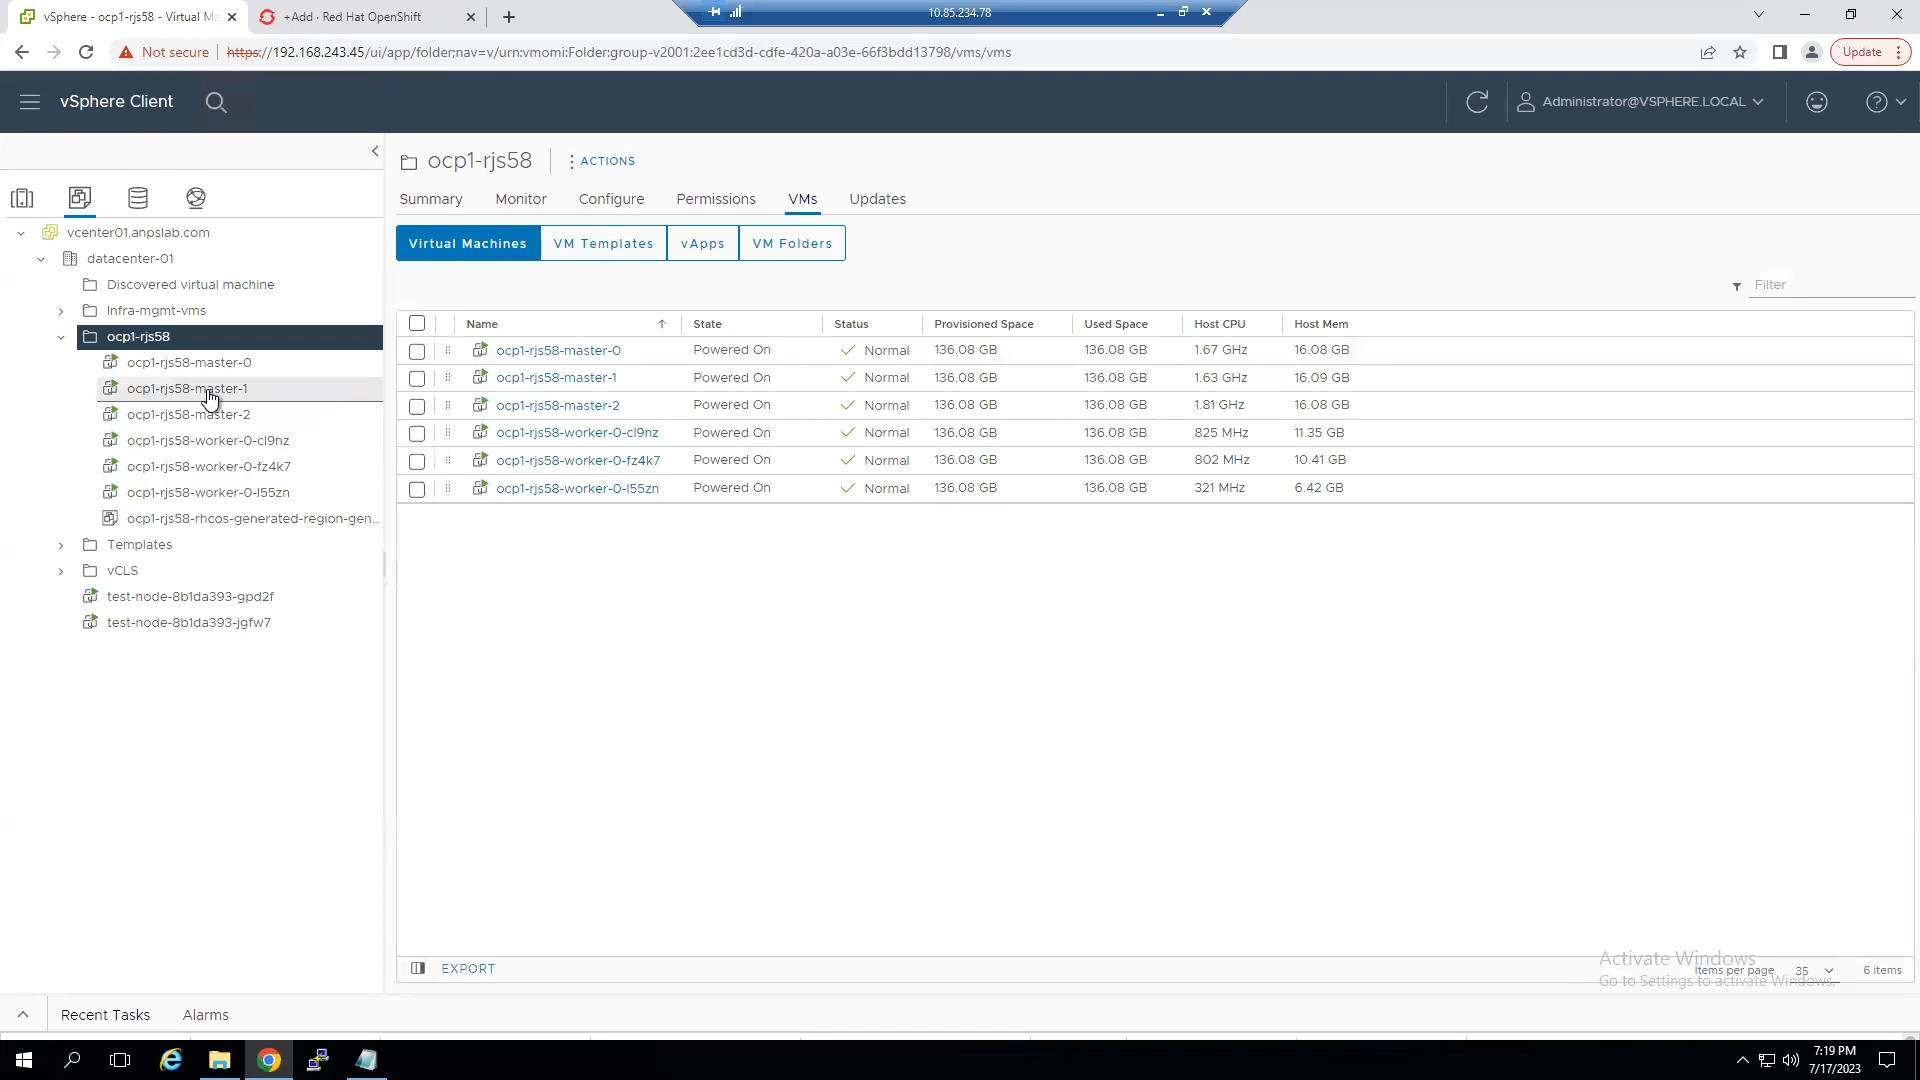 vSphere - ocp1-rjs58 - Virtual Ma
+Add · Red Hat OpenShift
10.85.234.78
Not secure
https://192.168.243.45/ui/app/folder;nav=v/urn:vmomi:Folder:group-v2001:2ee1cd3d-cdfe-420a-a03e-66f3bdd13798/vms/vms
Update
vSphere Client
Administrator@VSPHERE.LOCAL
vcenter01.anpslab.com
datacenter-01
Discovered virtual machine
Infra-mgmt-vms
ocp1-rjs58
ocp1-rjs58-master-0
ocp1-rjs58-master-1
ocp1-rjs58-master-2
ocp1-rjs58-worker-0-cl9nz
ocp1-rjs58-worker-0-fz4k7
ocp1-rjs58-worker-0-l55zn
ocp1-rjs58-rhcos-generated-region-gen...
Templates
vCLS
test-node-8b1da393-gpd2f
test-node-8b1da393-jgfw7
ocp1-rjs58
ACTIONS
Summary Monitor Configure Permissions VMs Updates
Virtual Machines VM Templates vApps VM Folders
Filter
Name State Status Provisioned Space Used Space Host CPU Host Mem
ocp1-rjs58-master-0 Powered On Normal 136.08 GB 136.08 GB 1.67 GHz 16.08 GB
ocp1-rjs58-master-1 Powered On Normal 136.08 GB 136.08 GB 1.63 GHz 16.09 GB
ocp1-rjs58-master-2 Powered On Normal 136.08 GB 136.08 GB 1.81 GHz 16.08 GB
ocp1-rjs58-worker-0-cl9nz Powered On Normal 136.08 GB 136.08 GB 825 MHz 11.35 GB
ocp1-rjs58-worker-0-fz4k7 Powered On Normal 136.08 GB 136.08 GB 802 MHz 10.41 GB
ocp1-rjs58-worker-0-l55zn Powered On Normal 136.08 GB 136.08 GB 321 MHz 6.42 GB
EXPORT
Items per page 35 6 items
Activate Windows
Go to Settings to activate Windows.
Recent Tasks Alarms
7:19 PM
7/17/2023